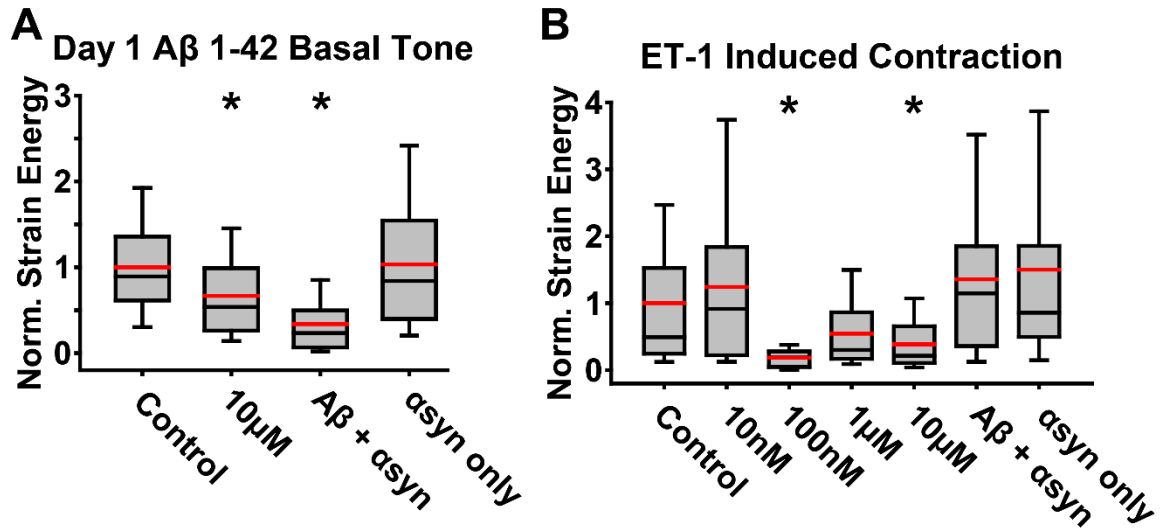 A
Day 1 Aβ 1-42 Basal Tone
Norm. Strain Energy
3
2
1
0
*
*
Control
10μM
Aβ + αsyn
αsyn only
B
ET-1 Induced Contraction
Norm. Strain Energy
4
3
2
1
0
*
*
Control
10nM
100nM
1μM
10μM
Aβ + αsyn
αsyn only